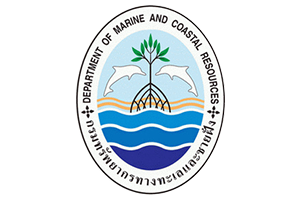 DEPARTMENT OF MARINE AND COASTAL RESOURCES
กรมทรัพยากรทางทะเลและชายฝั่ง